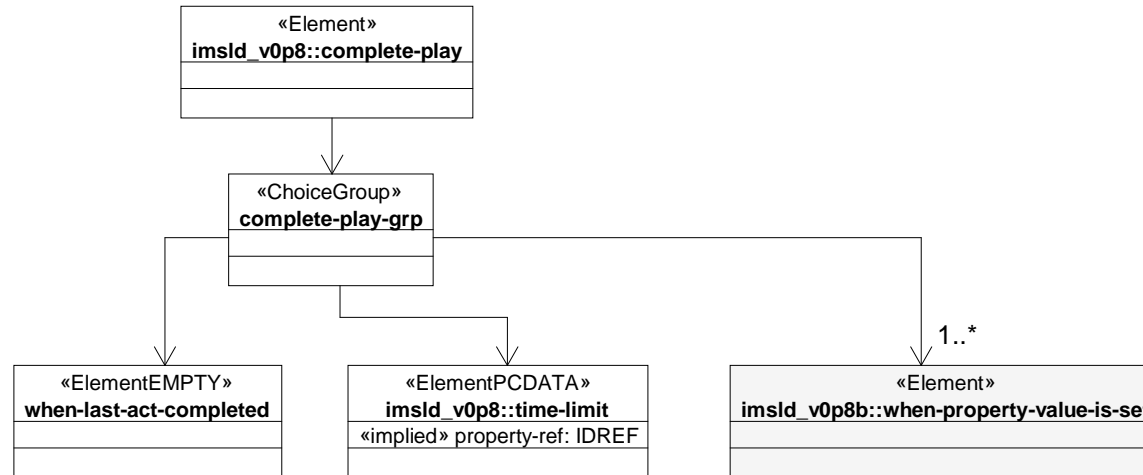 «Element»
imsld_v0p8::complete-play
«ChoiceGroup»
complete-play-grp
1..*
«ElementEMPTY»
when-last-act-completed
«ElementPCDATA»
imsld_v0p8::time-limit
«implied» property-ref: IDREF
«Element»
imsld_v0p8b::when-property-value-is-se